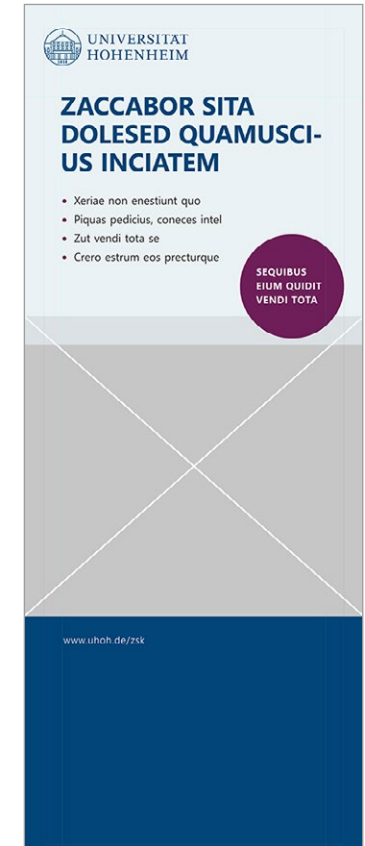 UNIVERSITÄT
HOHENHEIM
ZACCABOR SITA
DOLESED QUAMUSCI-
US INCIATEM
• Xeriae non enestiunt quo
• Piquas pedicius, coneces intel
• Zut vendi tota se
• Crero estrum eos precturque
SEQUIBUS
EIUM QUIDIT
VENDI TOTA
www.uhoh.de/zsk